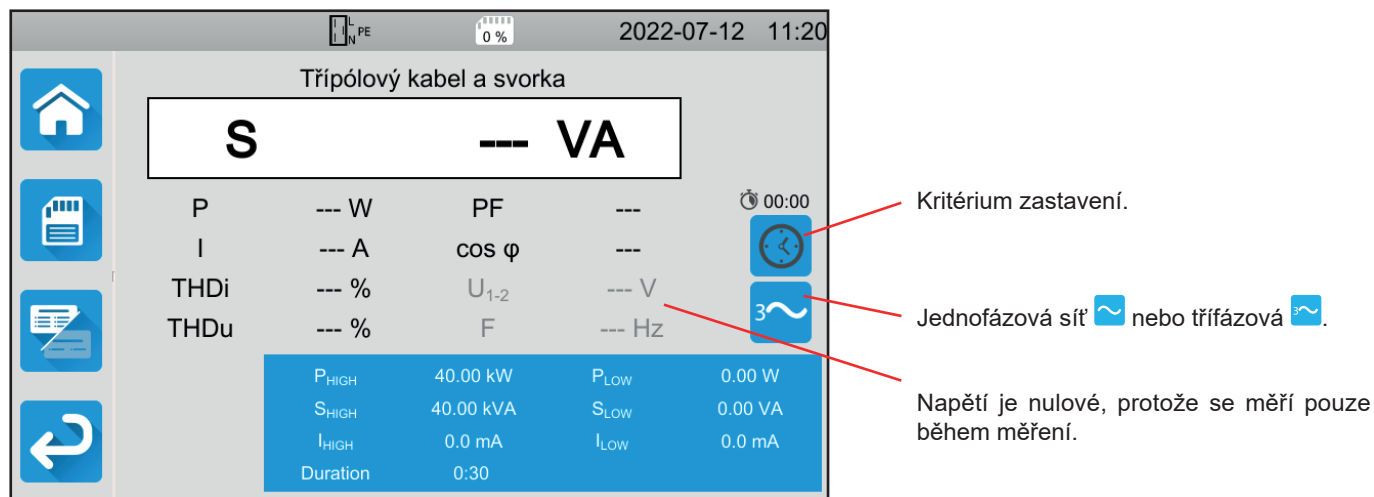 L N PE 0 % 2022-07-12 11:20
Třípólový kabel a svorka
S --- VA
P --- W PF ---
00:00
I --- A cos φ ---
THDi --- % U1-2 --- V
THDu --- % F --- Hz
3
PHIGH 40.00 kW PLOW 0.00 W
SHIGH 40.00 kVA SLOW 0.00 VA
IHIGH 0.0 mA ILOW 0.0 mA
Duration 0:30
Kritérium zastavení.
Jednofázová síť nebo třífázová 3.
Napětí je nulové, protože se měří pouze
během měření.